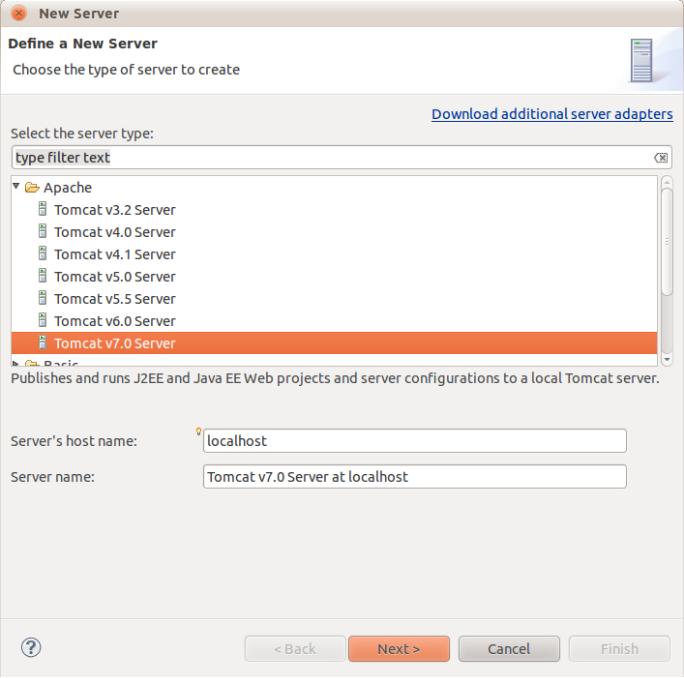 New Server
Define a New Server
Choose the type of server to create
Download additional server adapters
Select the server type:
type filter text
Apache
Tomcat v3.2 Server
Tomcat v4.0 Server
Tomcat v4.1 Server
Tomcat v5.0 Server
Tomcat v5.5 Server
Tomcat v6.0 Server
Tomcat v7.0 Server
Basic
Publishes and runs J2EE and Java EE Web projects and server configurations to a local Tomcat server.
Server's host name: localhost
Server name: Tomcat v7.0 Server at localhost
? < Back Next > Cancel Finish